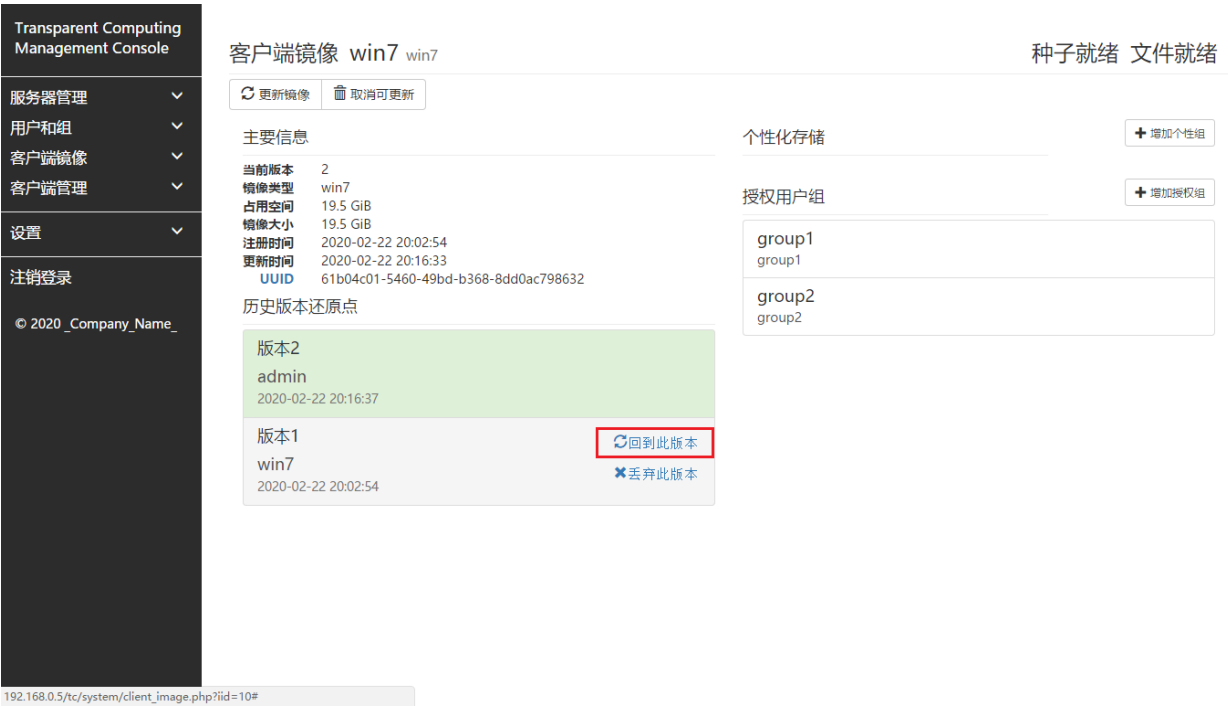 Transparent Computing
Management Console
服务器管理
用户和组
客户端镜像
客户端管理
设置
注销登录
© 2020 _Company_Name_
客户端镜像 win7 win7
种子就绪 文件就绪
更新镜像 取消可更新
主要信息
当前版本 2
镜像类型 win7
占用空间 19.5 GiB
镜像大小 19.5 GiB
注册时间 2020-02-22 20:02:54
更新时间 2020-02-22 20:16:33
UUID 61b04c01-5460-49bd-b368-8dd0ac798632
历史版本还原点
版本2
admin
2020-02-22 20:16:37
版本1
回到此版本
win7
丢弃此版本
2020-02-22 20:02:54
个性化存储
增加个性组
授权用户组
增加授权组
group1
group1
group2
group2
192.168.0.5/tc/system/client_image.php?iid=10#